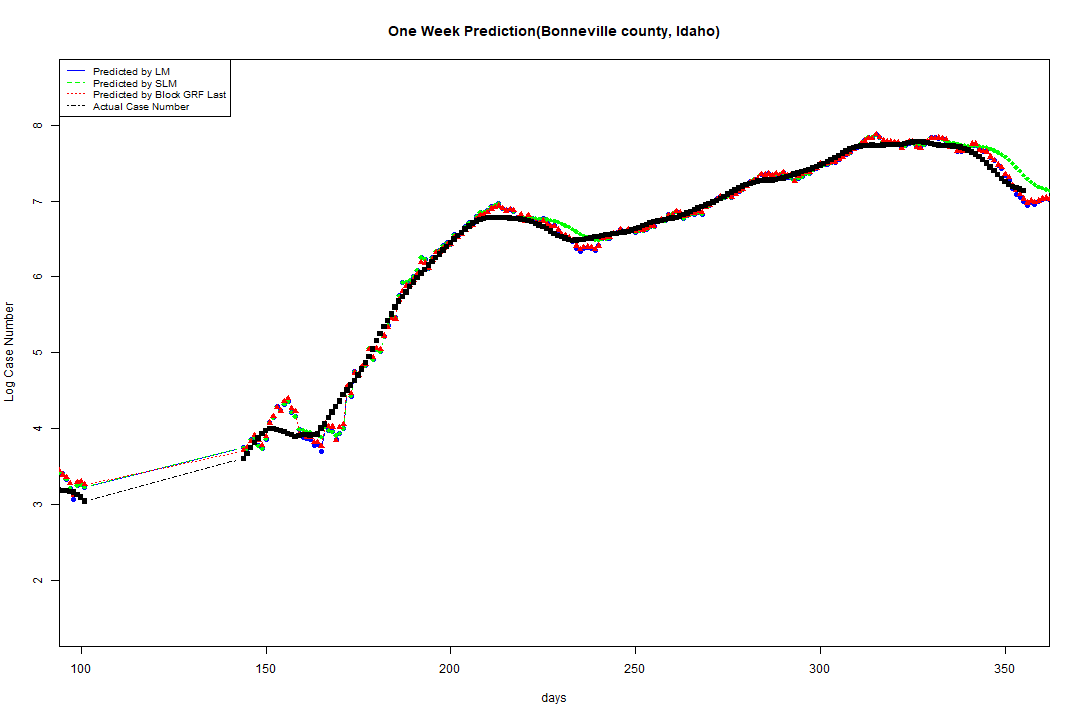 One Week Prediction(Bonneville county, Idaho)
Predicted by LM
Predicted by SLM
Predicted by Block GRF Last
Actual Case Number
Log Case Number
8
7
6
5
4
3
2
100 150 200 250 300 350
days